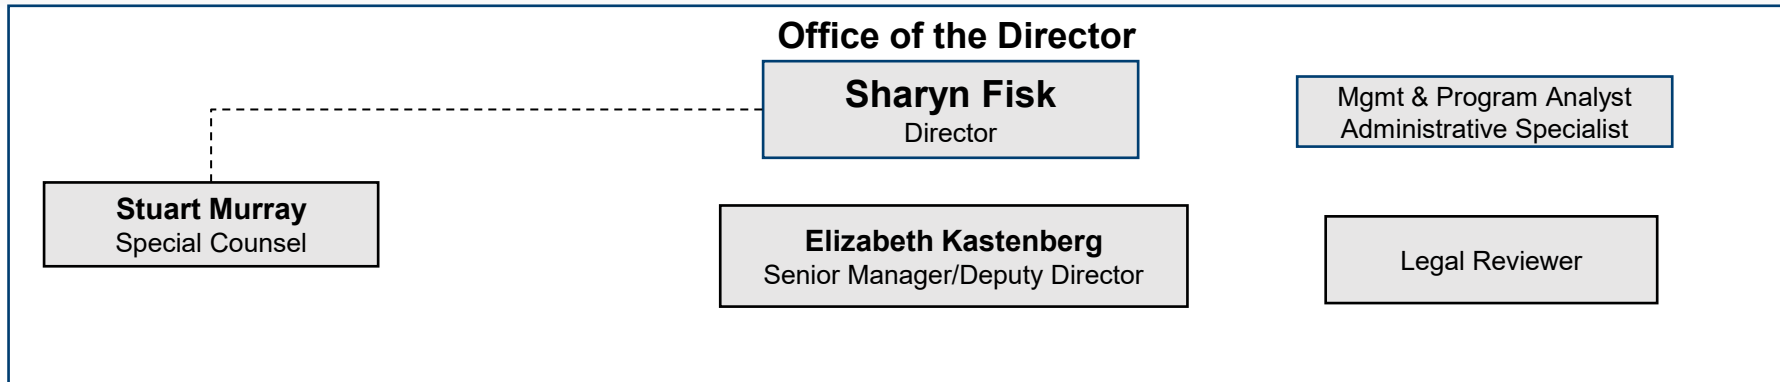 Office of the Director
Sharyn Fisk
Director
Mgmt & Program Analyst
Administrative Specialist
Stuart Murray
Special Counsel
Elizabeth Kastenberg
Senior Manager/Deputy Director
Legal Reviewer